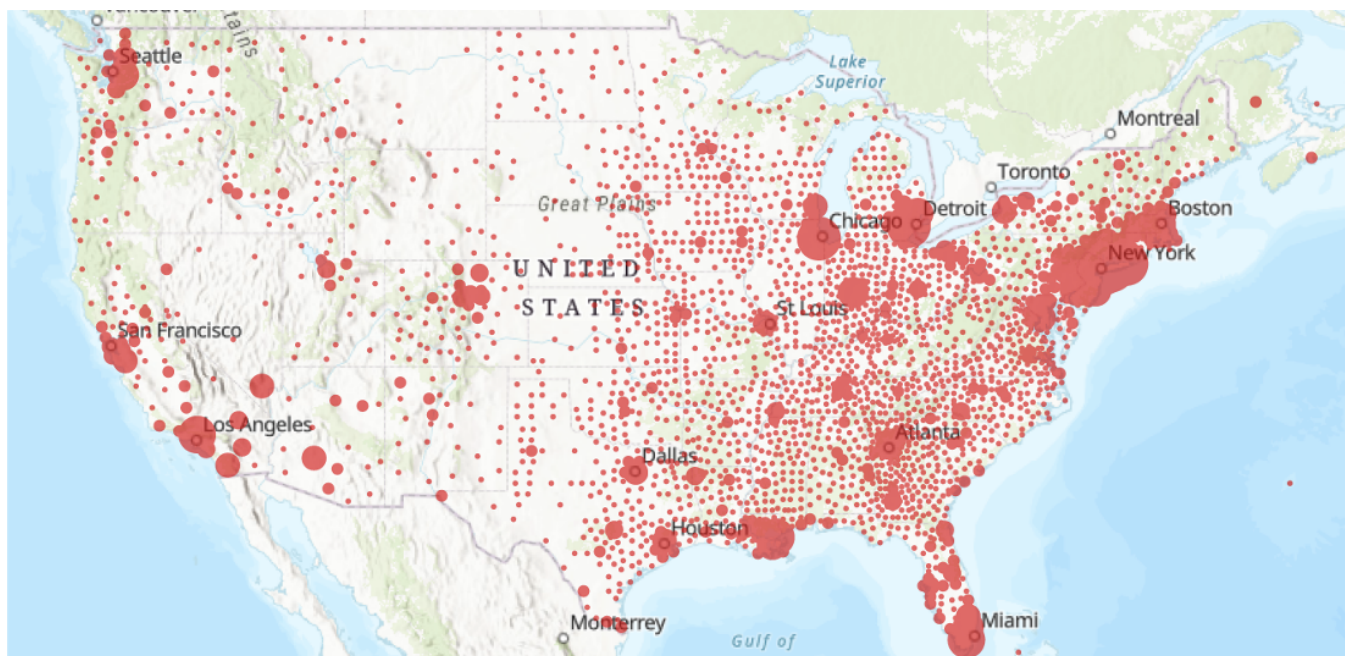 Vancouver
Seattle
Lake
Superior
Montreal
Toronto
Great Plains
Chicago
Detroit
Boston
New York
UNITED
STATES
St Louis
San Francisco
Los Angeles
Atlanta
Dallas
Houston
Monterrey
Miami
Gulf of